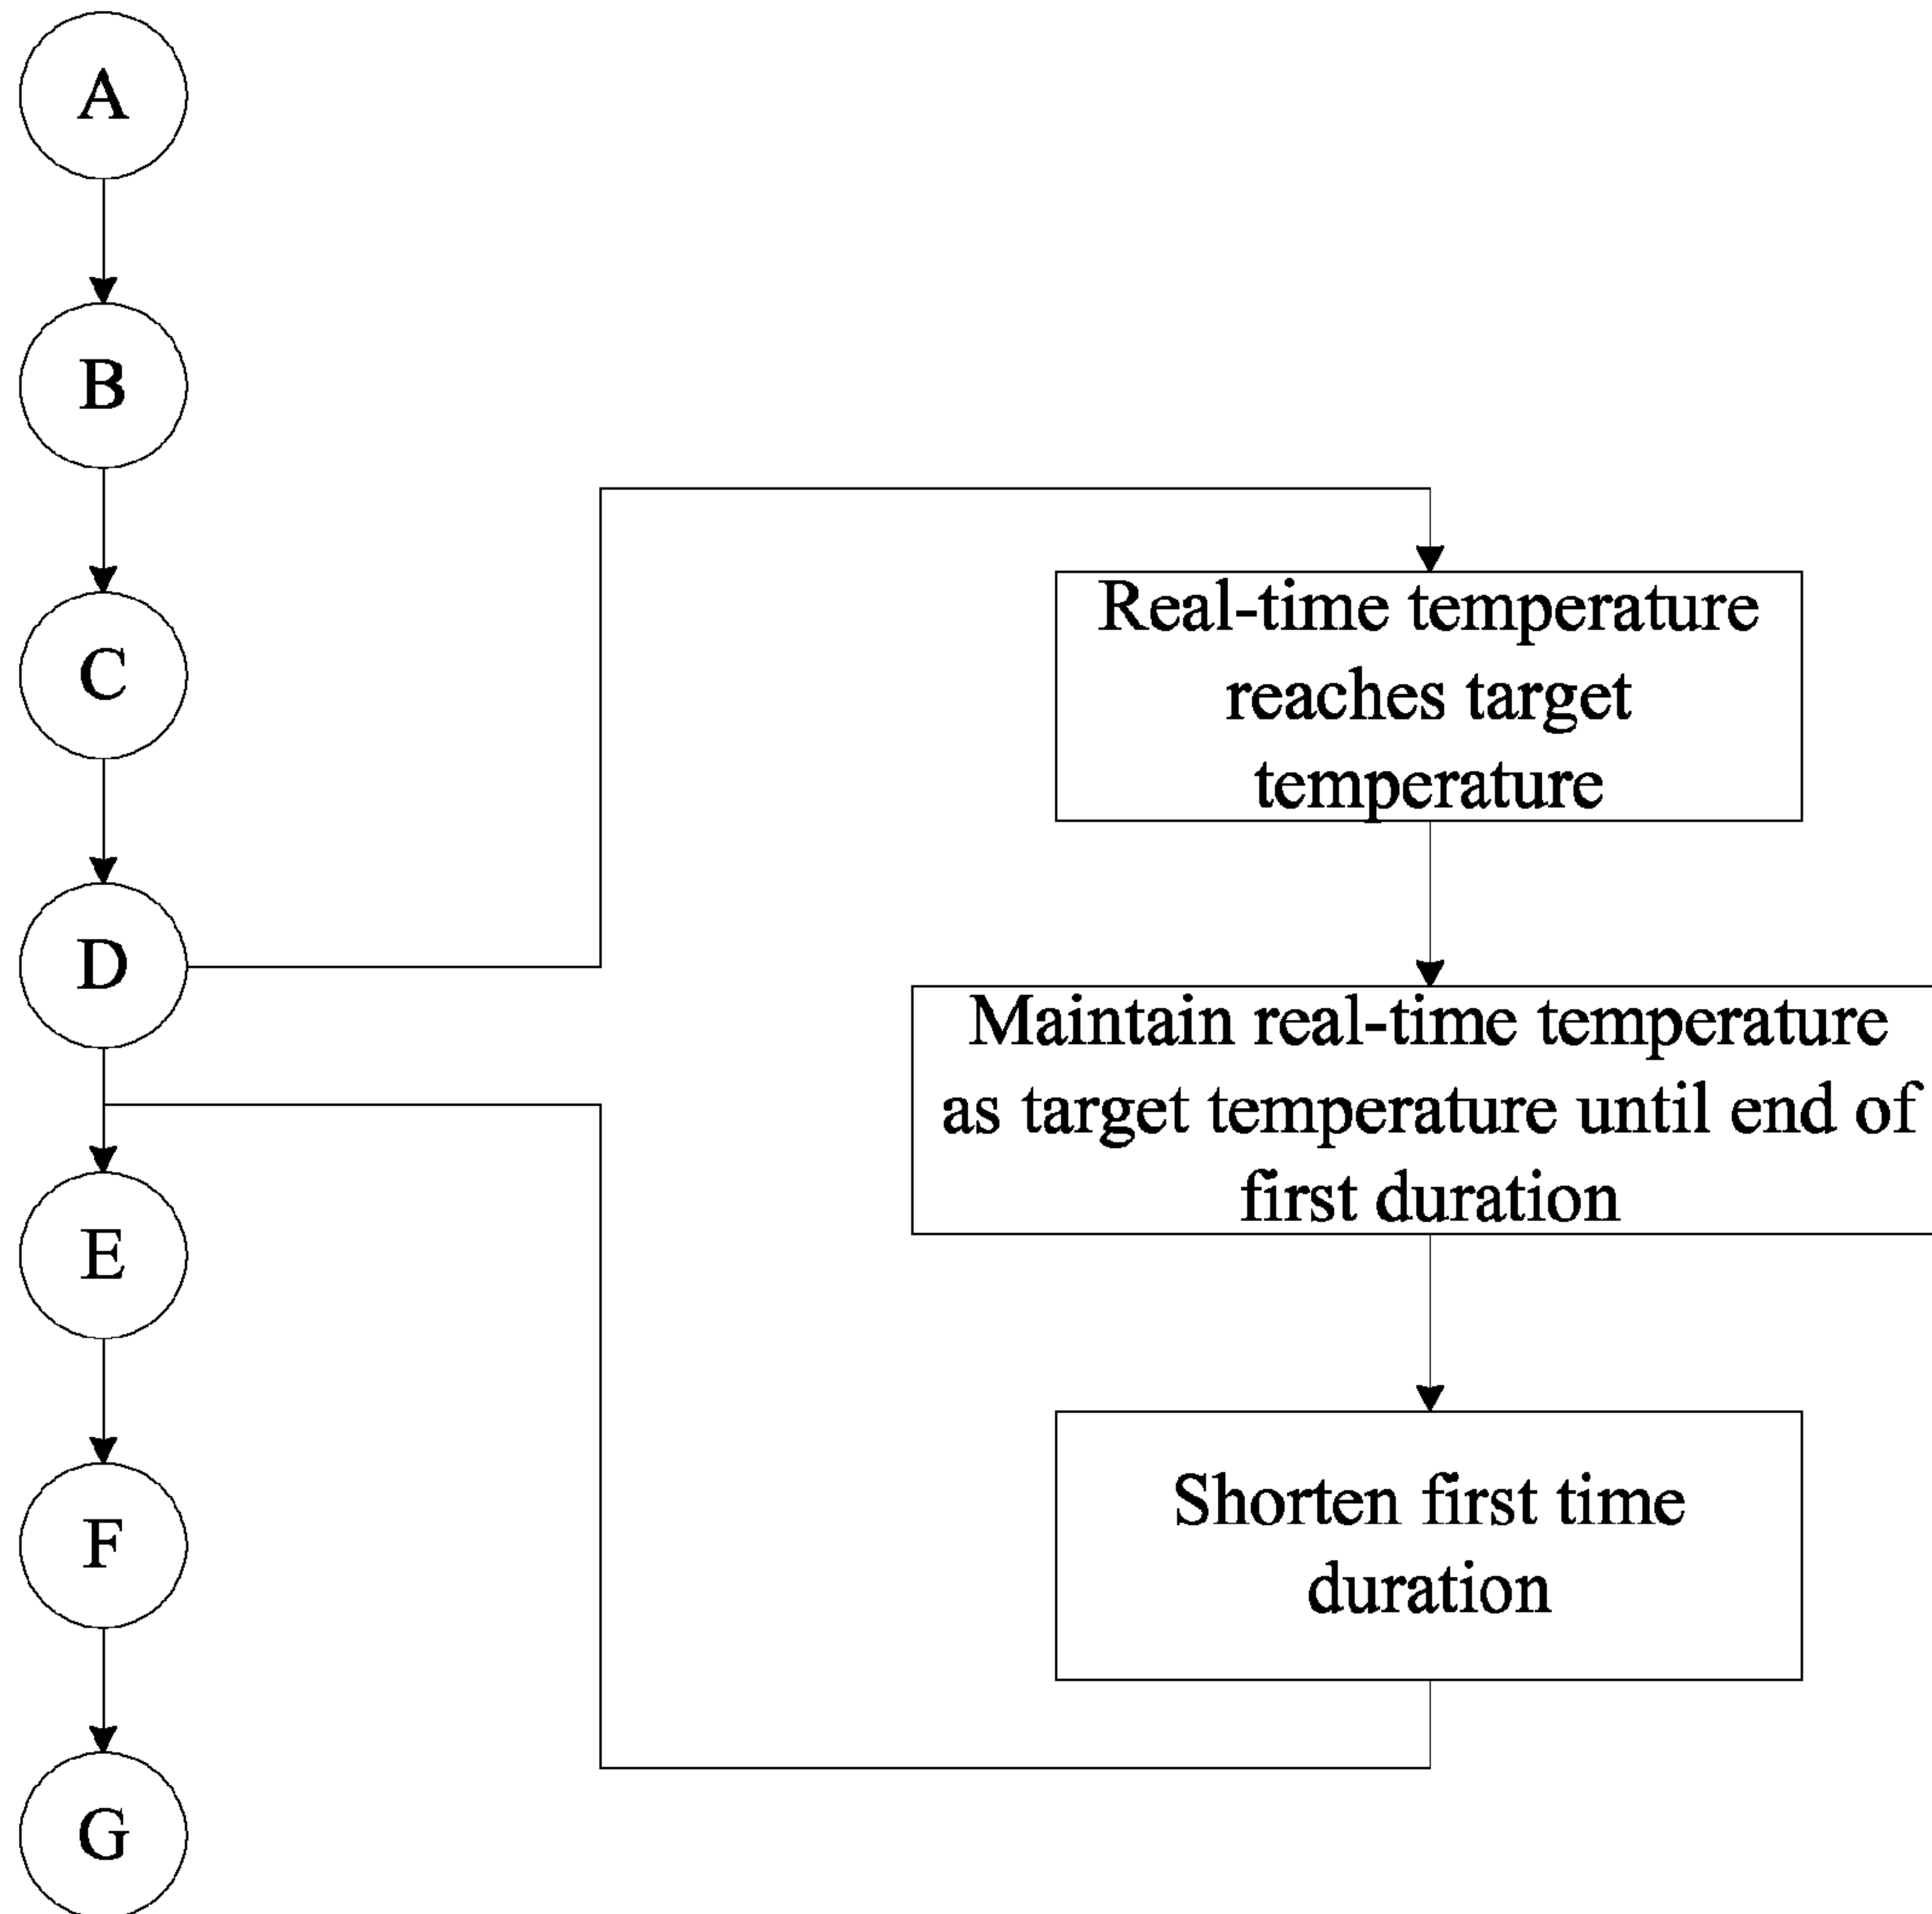 A
B
C
D
E
F
G
Real-time temperature
reaches target
temperature
Maintain real-time temperature
as target temperature until end of
first duration
Shorten first time
duration